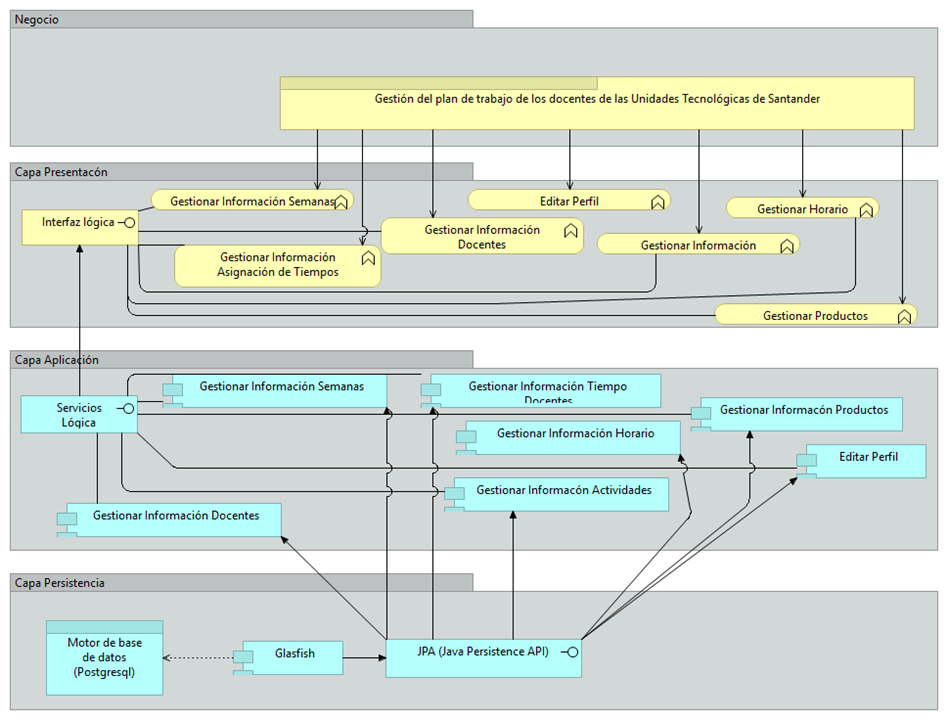 Negocio
Gestión del plan de trabajo de los docentes de las Unidades Tecnológicas de Santander
Capa Presentacón
Gestionar Información Semanas
Editar Perfil
Gestionar Horario
Interfaz lógica
Gestionar Información
Docentes
Gestionar Información
Gestionar Información
Asignación de Tiempos
Gestionar Productos
Capa Aplicación
Gestionar Información Semanas
Gestionar Información Tiempo
Docentes
Servicios
Lógica
Gestionar Informacón Productos
Gestionar Información Horario
Editar Perfil
Gestionar Informacón Actividades
Gestionar Información Docentes
Capa Persistencia
Motor de base
de datos
(Postgresql)
Glasfish
JPA (Java Persistence API)